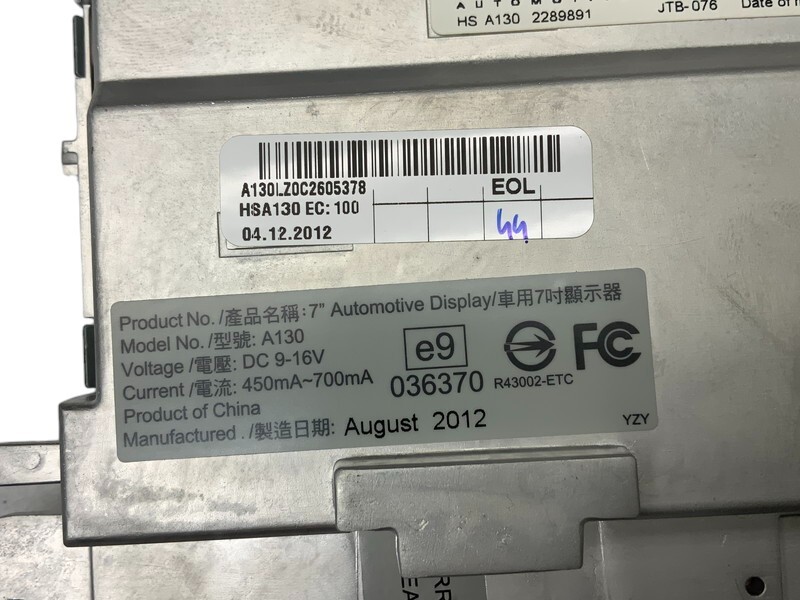 AUTOMOTI
HS A130 2289891
JTB-076 Date of
A130LZ0C2605378
EOL
HSA130 EC: 100
04.12.2012
44
Product No. /產品名稱:7" Automotive Display/車用7吋顯示器
Model No. /型號: A130
Voltage /電壓: DC 9-16V
Current /電流: 450mA~700mA
Product of China
Manufactured . /製造日期: August 2012
e9
036370
R43002-ETC
FC
YZY